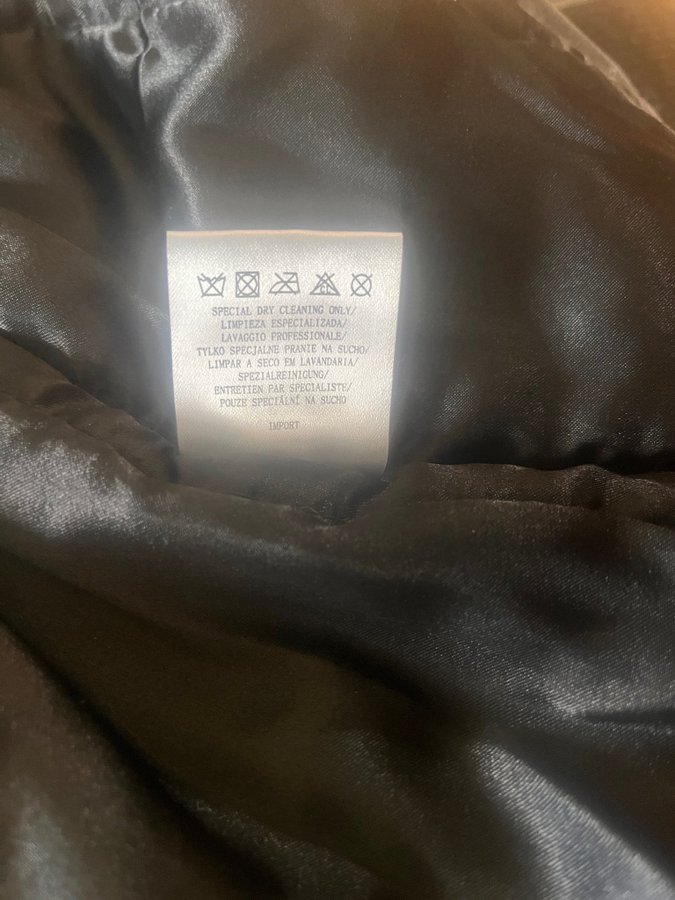 SPECIAL DRY CLEANING ONLY/
LIMPIEZA ESPECIALIZADA/
LAVAGGIO PROFESSIONALE/
TYLKO SPECJALNE PRANIE NA SUCHO/
LIMPAR A SECO EM LAVANDARIA/
SPEZIALREINIGUNG/
ENTRETIEN PAR SPECIALISTE/
POUZE SPECIÁLNÍ NA SUCHO
IMPORT